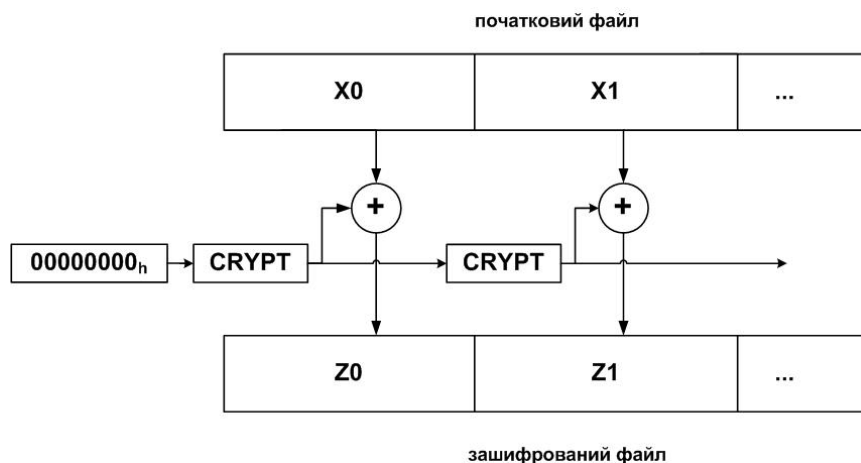 початковий файл
X0 X1 ...
+ +
00000000h CRYPT CRYPT
Z0 Z1 ...
зашифрований файл